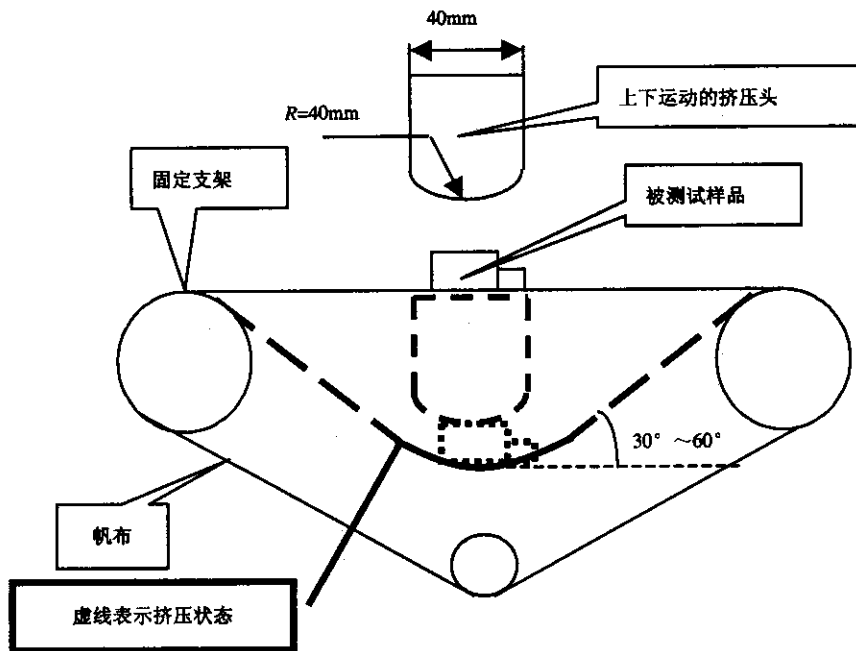 40mm
上下运动的挤压头
R=40mm
固定支架
被测试样品
30° ～60°
帆布
虚线表示挤压状态